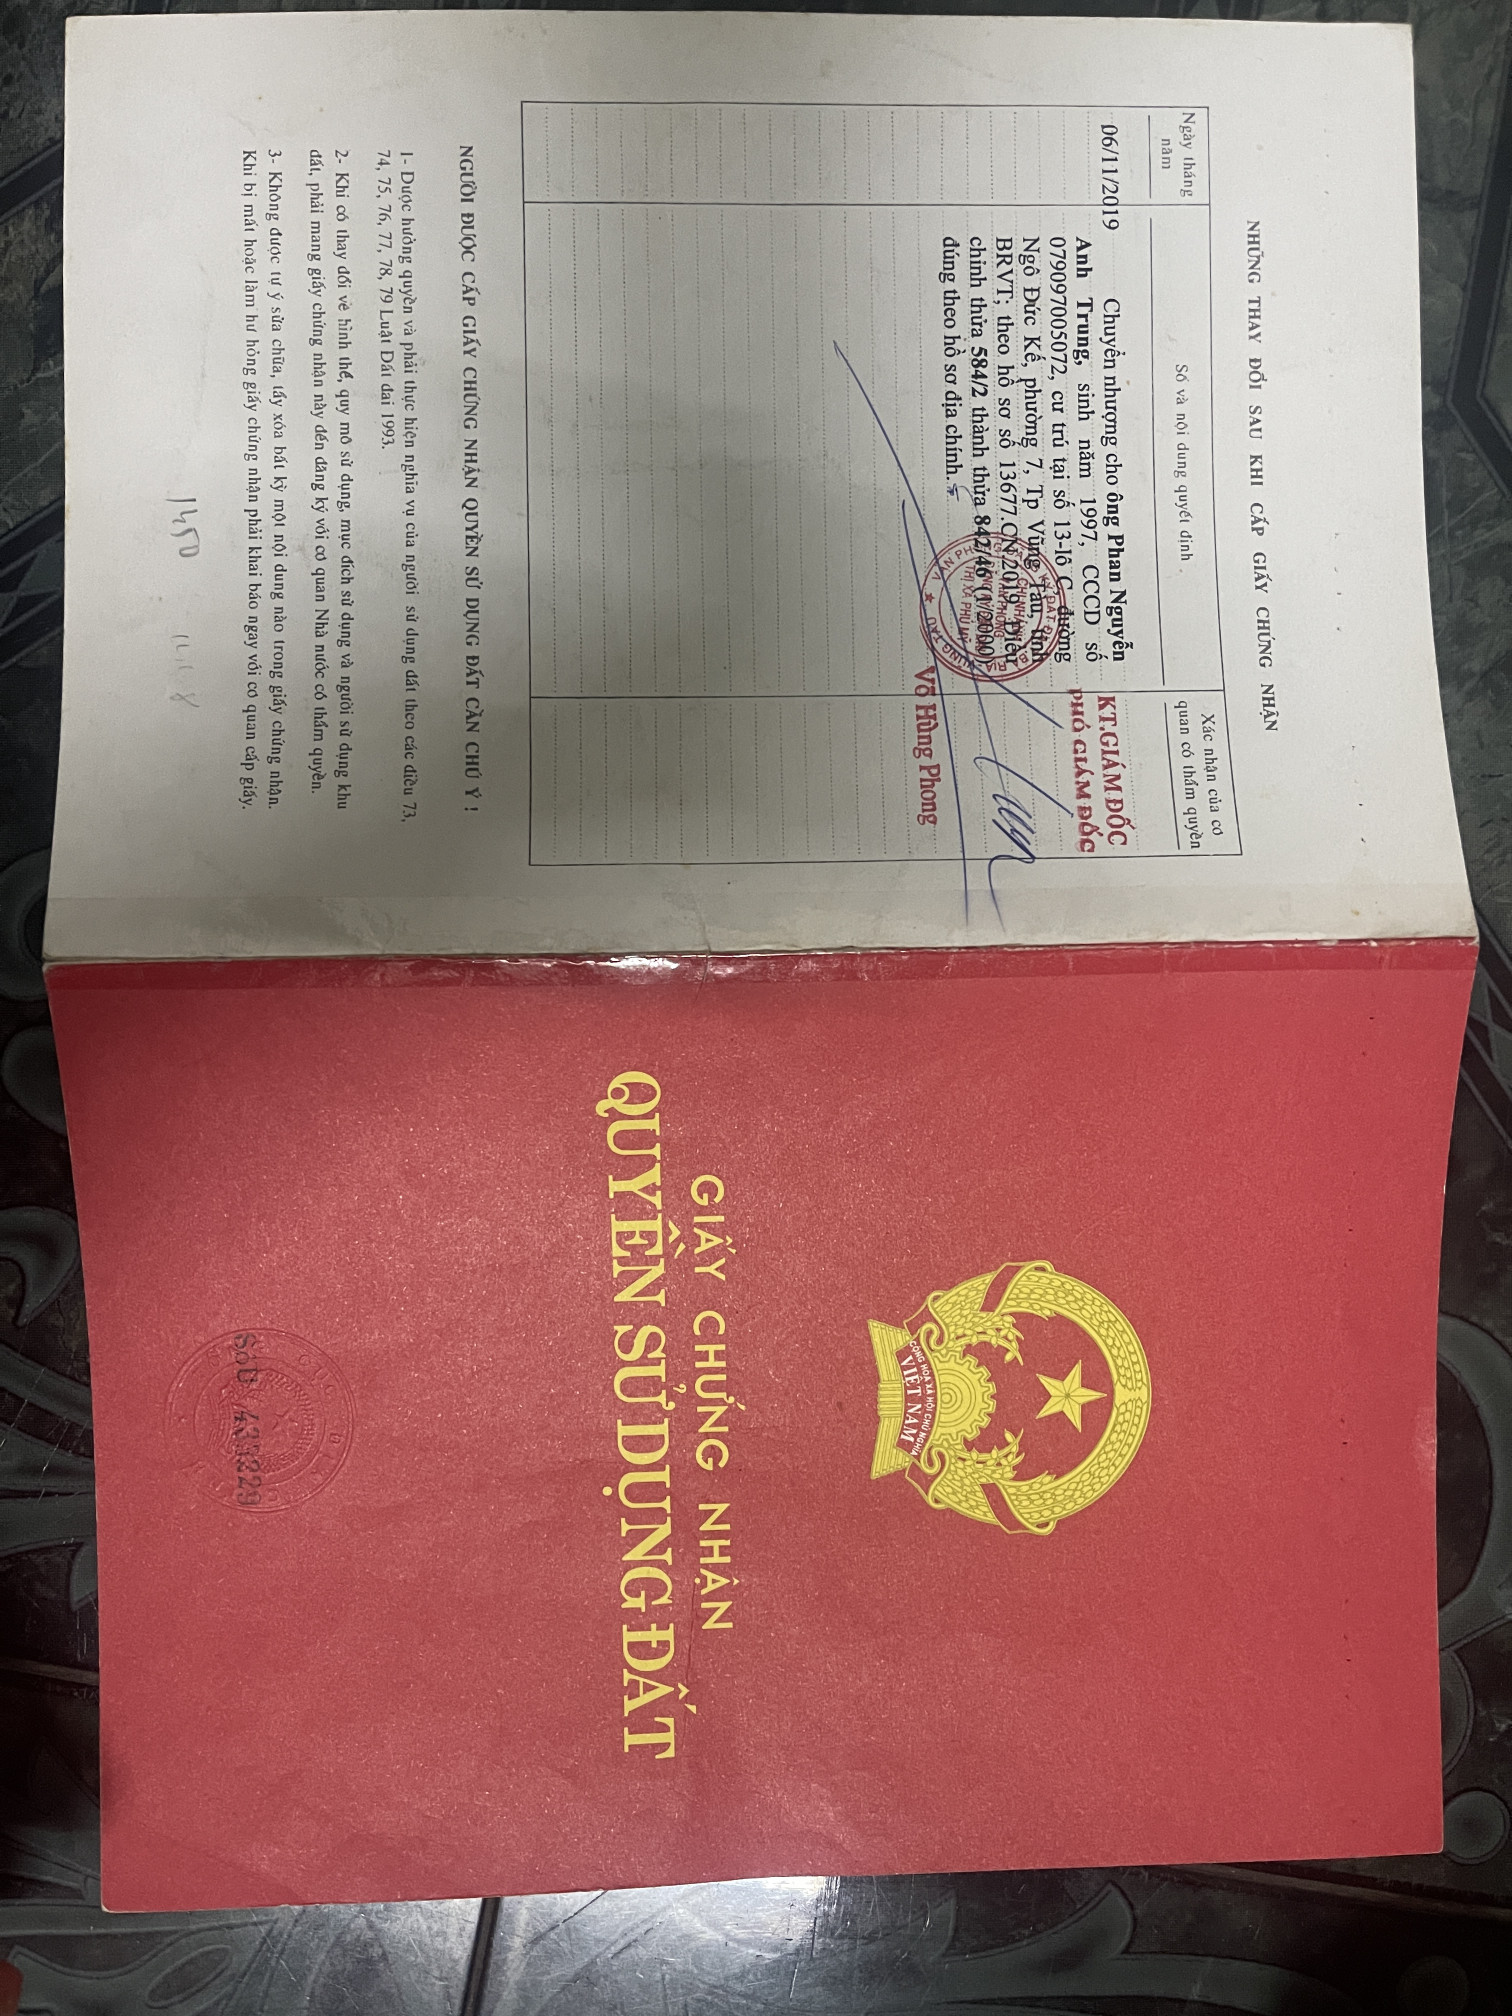 NHỮNG THAY ĐỔI SAU KHI CẤP GIẤY CHỨNG NHẬN
Ngày tháng năm
Số và nội dung quyết định
Xác nhận của cơ quan có thẩm quyền
06/11/2019
Chuyển nhượng cho ông Phan Nguyễn
Anh Trung, sinh năm 1997, CCCD số
079097005072, cư trú tại số 13-lô C, đường
Ngô Đức Kế, phường 7, Tp Vũng Tàu, tỉnh
BRVT; theo hồ sơ số 13677.CN.2019. Điều
chỉnh thửa 584/2 thành thửa 842/46 (1/2000),
đúng theo hồ sơ địa chính.
KT.GIÁM ĐỐC
PHÓ GIÁM ĐỐC
Võ Hùng Phong
NGƯỜI ĐƯỢC CẤP GIẤY CHỨNG NHẬN QUYỀN SỬ DỤNG ĐẤT CẦN CHÚ Ý !
1- Được hưởng quyền và phải thực hiện nghĩa vụ của người sử dụng đất theo các điều 73,
74, 75, 76, 77, 78, 79 Luật Đất đai 1993.
2- Khi có thay đổi về hình thể, quy mô sử dụng, mục đích sử dụng và người sử dụng khu
đất, phải mang giấy chứng nhận này đến đăng ký với cơ quan Nhà nước có thẩm quyền.
3- Không được tự ý sửa chữa, tẩy xóa bất kỳ một nội dung nào trong giấy chứng nhận.
Khi bị mất hoặc làm hư hỏng giấy chứng nhận phải khai báo ngay với cơ quan cấp giấy.
1450
CỘNG HÒA XÃ HỘI CHỦ NGHĨA
VIỆT NAM
GIẤY CHỨNG NHẬN
QUYỀN SỬ DỤNG ĐẤT
433229